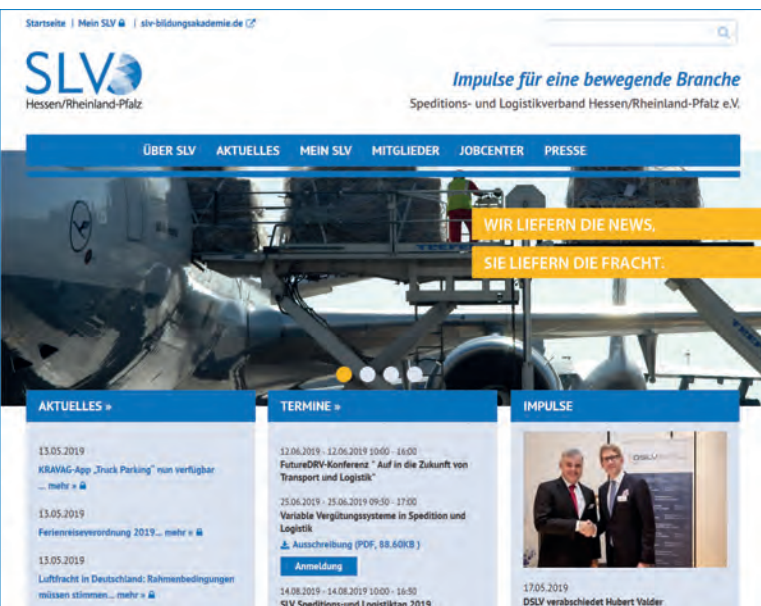 Startseite | Mein SLV | slv-bildungsakademie.de
SLV
Hessen/Rheinland-Pfalz
Impulse für eine bewegende Branche
Speditions- und Logistikverband Hessen/Rheinland-Pfalz e.V.
ÜBER SLV AKTUELLES MEIN SLV MITGLIEDER JOBCENTER PRESSE
WIR LIEFERN DIE NEWS,
SIE LIEFERN DIE FRACHT.
AKTUELLES »
13.05.2019
KRAVAG-App „Truck Parking" nun verfügbar
... mehr »
13.05.2019
Ferienreiseverordnung 2019... mehr »
13.05.2019
Luftfracht in Deutschland: Rahmenbedingungen
müssen stimmen... mehr »
TERMINE »
12.06.2019 - 12.06.2019 10:00 - 16:00
FutureDRV-Konferenz " Auf in die Zukunft von
Transport und Logistik"
25.06.2019 - 25.06.2019 09:30 - 17:00
Variable Vergütungssysteme in Spedition und
Logistik
Ausschreibung (PDF, 88.60KB )
Anmeldung
14.08.2019 - 14.08.2019 10:00 - 16:30
SLV Speditions-und Logistiktag 2019
IMPULSE
DSLV
17.05.2019
DSLV verabschiedet Hubert Valder